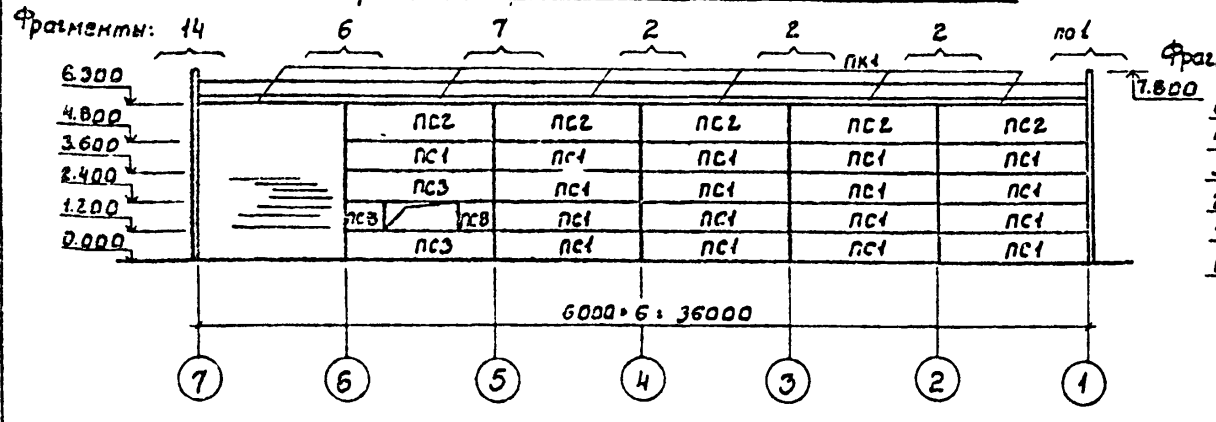 Фрагменты: 14 6 7 2 2 2 по1 Фраг
ПК1
6.300 7.800
4.800 ПС2 ПС2 ПС2 ПС2 ПС2
3.600 ПС1 ПС1 ПС1 ПС1 ПС1
2.400 ПС3 ПС1 ПС1 ПС1 ПС1
1.200 ПС8 ПС8 ПС1 ПС1 ПС1 ПС1
0.000 ПС3 ПС1 ПС1 ПС1 ПС1
6000×6=36000
7 6 5 4 3 2 1